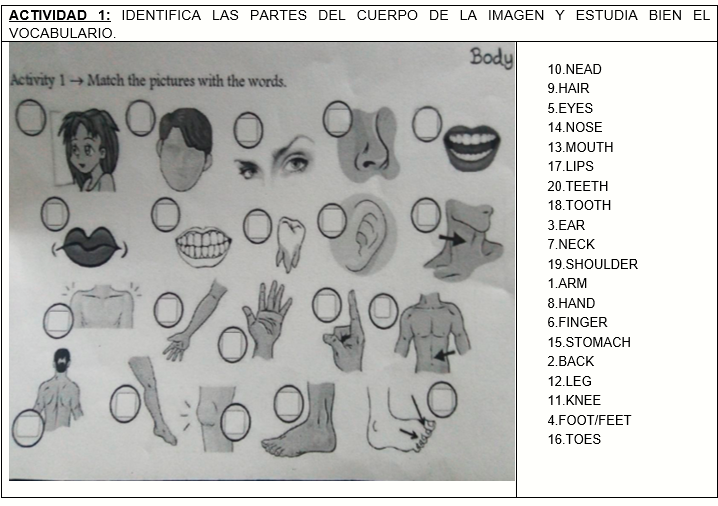 ACTIVIDAD 1: IDENTIFICA LAS PARTES DEL CUERPO DE LA IMAGEN Y ESTUDIA BIEN EL
VOCABULARIO.
Body
Activity 1 → Match the pictures with the words.
10.NEAD
9.HAIR
5.EYES
14.NOSE
13.MOUTH
17.LIPS
20.TEETH
18.TOOTH
3.EAR
7.NECK
19.SHOULDER
1.ARM
8.HAND
6.FINGER
15.STOMACH
2.BACK
12.LEG
11.KNEE
4.FOOT/FEET
16.TOES